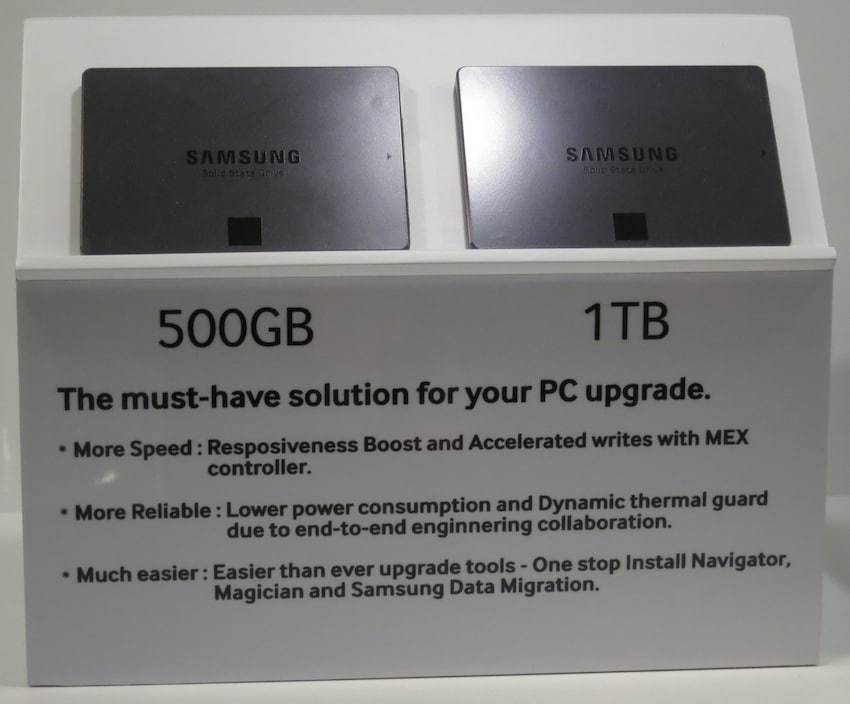 SAMSUNG
Solid State Drive
SAMSUNG
Solid State Drive
500GB
1TB
The must-have solution for your PC upgrade.
• More Speed : Resposiveness Boost and Accelerated writes with MEX
controller.
• More Reliable : Lower power consumption and Dynamic thermal guard
due to end-to-end enginnering collaboration.
• Much easier : Easier than ever upgrade tools - One stop Install Navigator,
Magician and Samsung Data Migration.